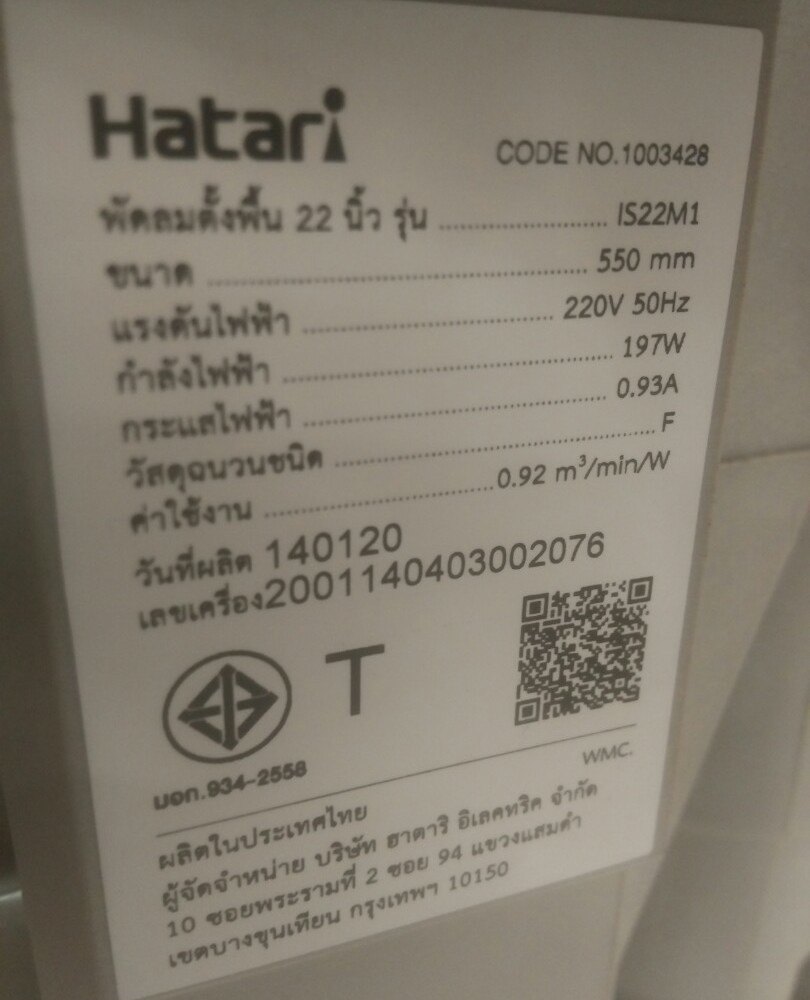 Hatari
CODE NO.1003428
พัดลมตั้งพื้น 22 นิ้ว รุ่น ........................ IS22M1
ขนาด ........................ 550 mm
แรงดันไฟฟ้า ........................ 220V 50Hz
กำลังไฟฟ้า ........................ 197W
กระแสไฟฟ้า ........................ 0.93A
วัสดุฉนวนชนิด ........................ F
ค่าใช้งาน ........................ 0.92 m³/min/W
วันที่ผลิต 140120
เลขเครื่อง2001140403002076
T
มอก.934-2558
WMC.
ผลิตในประเทศไทย
ผู้จัดจำหน่าย บริษัท ฮาตาริ อิเลคทริค จำกัด
10 ซอยพระรามที่ 2 ซอย 94 แขวงแสมดำ
เขตบางขุนเทียน กรุงเทพฯ 10150